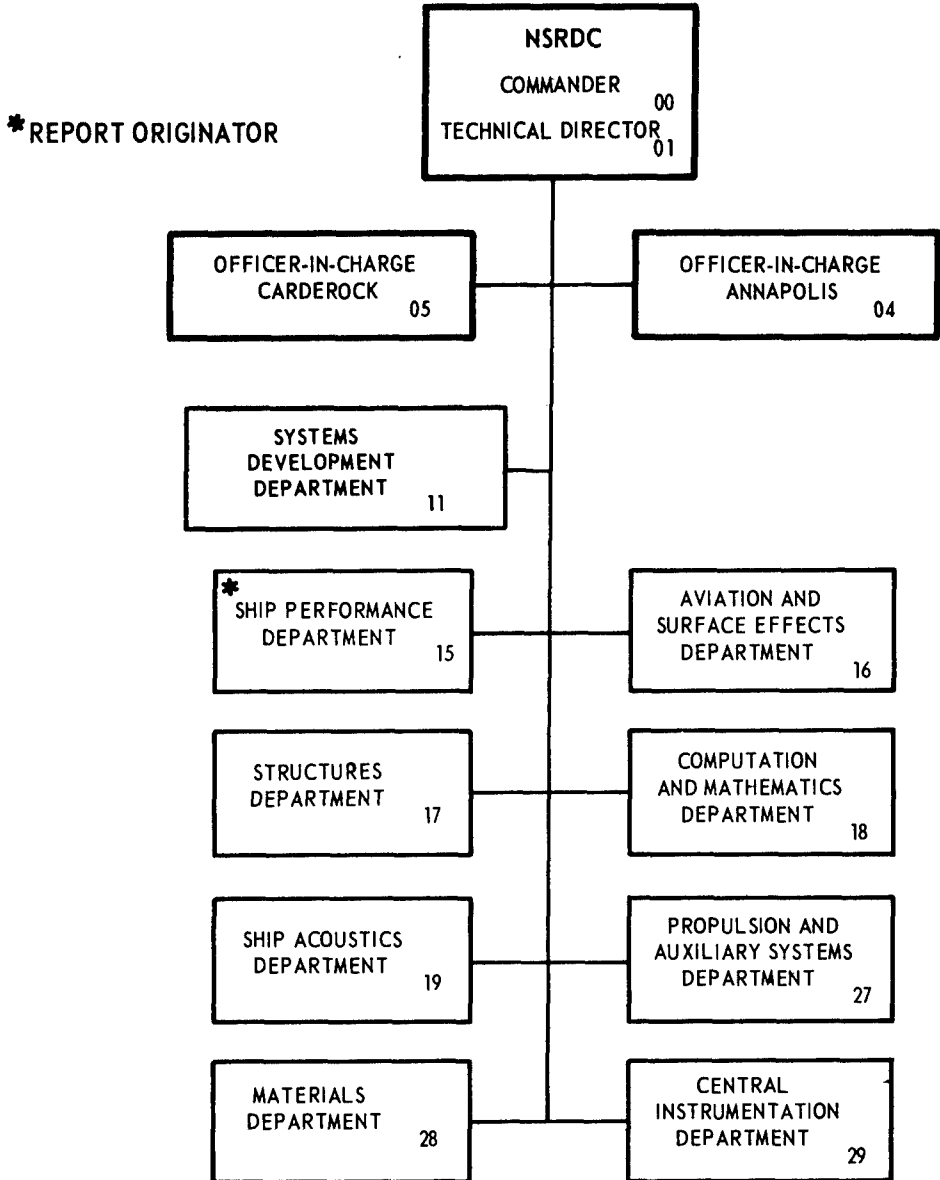 NSRDC
COMMANDER
00
TECHNICAL DIRECTOR
01
* REPORT ORIGINATOR
OFFICER-IN-CHARGE
CARDEROCK
05
OFFICER-IN-CHARGE
ANNAPOLIS
04
SYSTEMS
DEVELOPMENT
DEPARTMENT
11
*
SHIP PERFORMANCE
DEPARTMENT
15
AVIATION AND
SURFACE EFFECTS
DEPARTMENT
16
STRUCTURES
DEPARTMENT
17
COMPUTATION
AND MATHEMATICS
DEPARTMENT
18
SHIP ACOUSTICS
DEPARTMENT
19
PROPULSION AND
AUXILIARY SYSTEMS
DEPARTMENT
27
MATERIALS
DEPARTMENT
28
CENTRAL
INSTRUMENTATION
DEPARTMENT
29